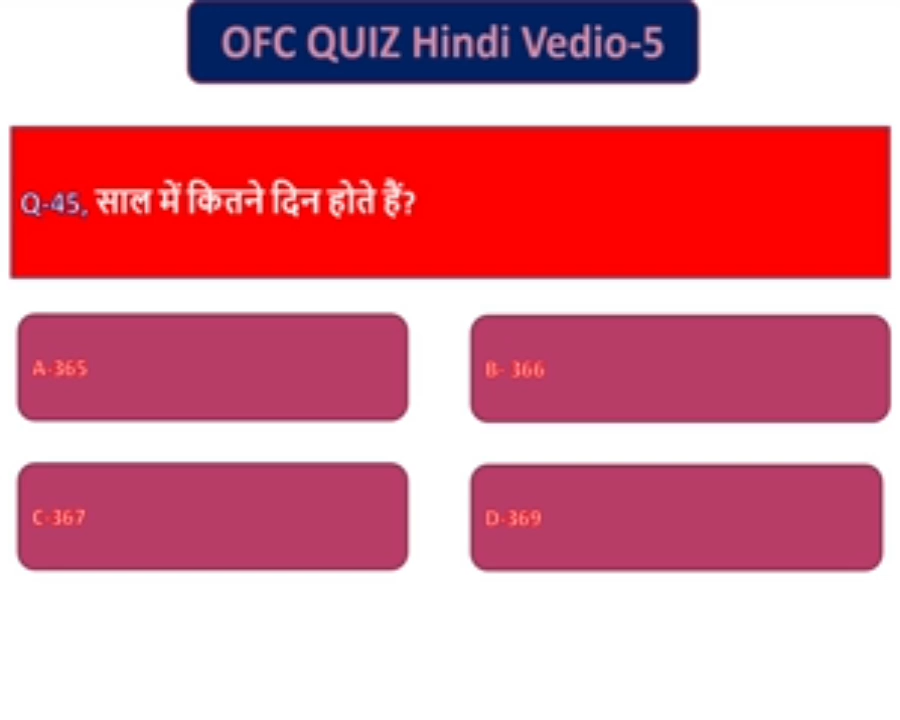 OFC QUIZ Hindi Vedio-5
Q-45, साल में कितने दिन होते हैं?
A-365
B- 366
C-367
D-369